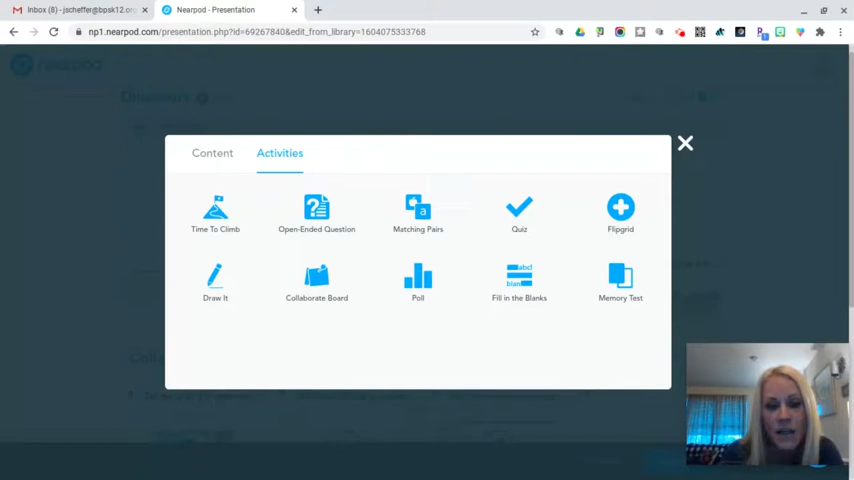 Inbox (8) - jscheffer@bpsk12.or
Nearpod - Presentation
np1.nearpod.com/presentation.php?id=69267840&edit_from_library=1604075333768
nearpod
Content Activities
Time To Climb Open-Ended Question Matching Pairs Quiz Flipgrid
Draw It Collaborate Board Poll Fill in the Blanks Memory Test